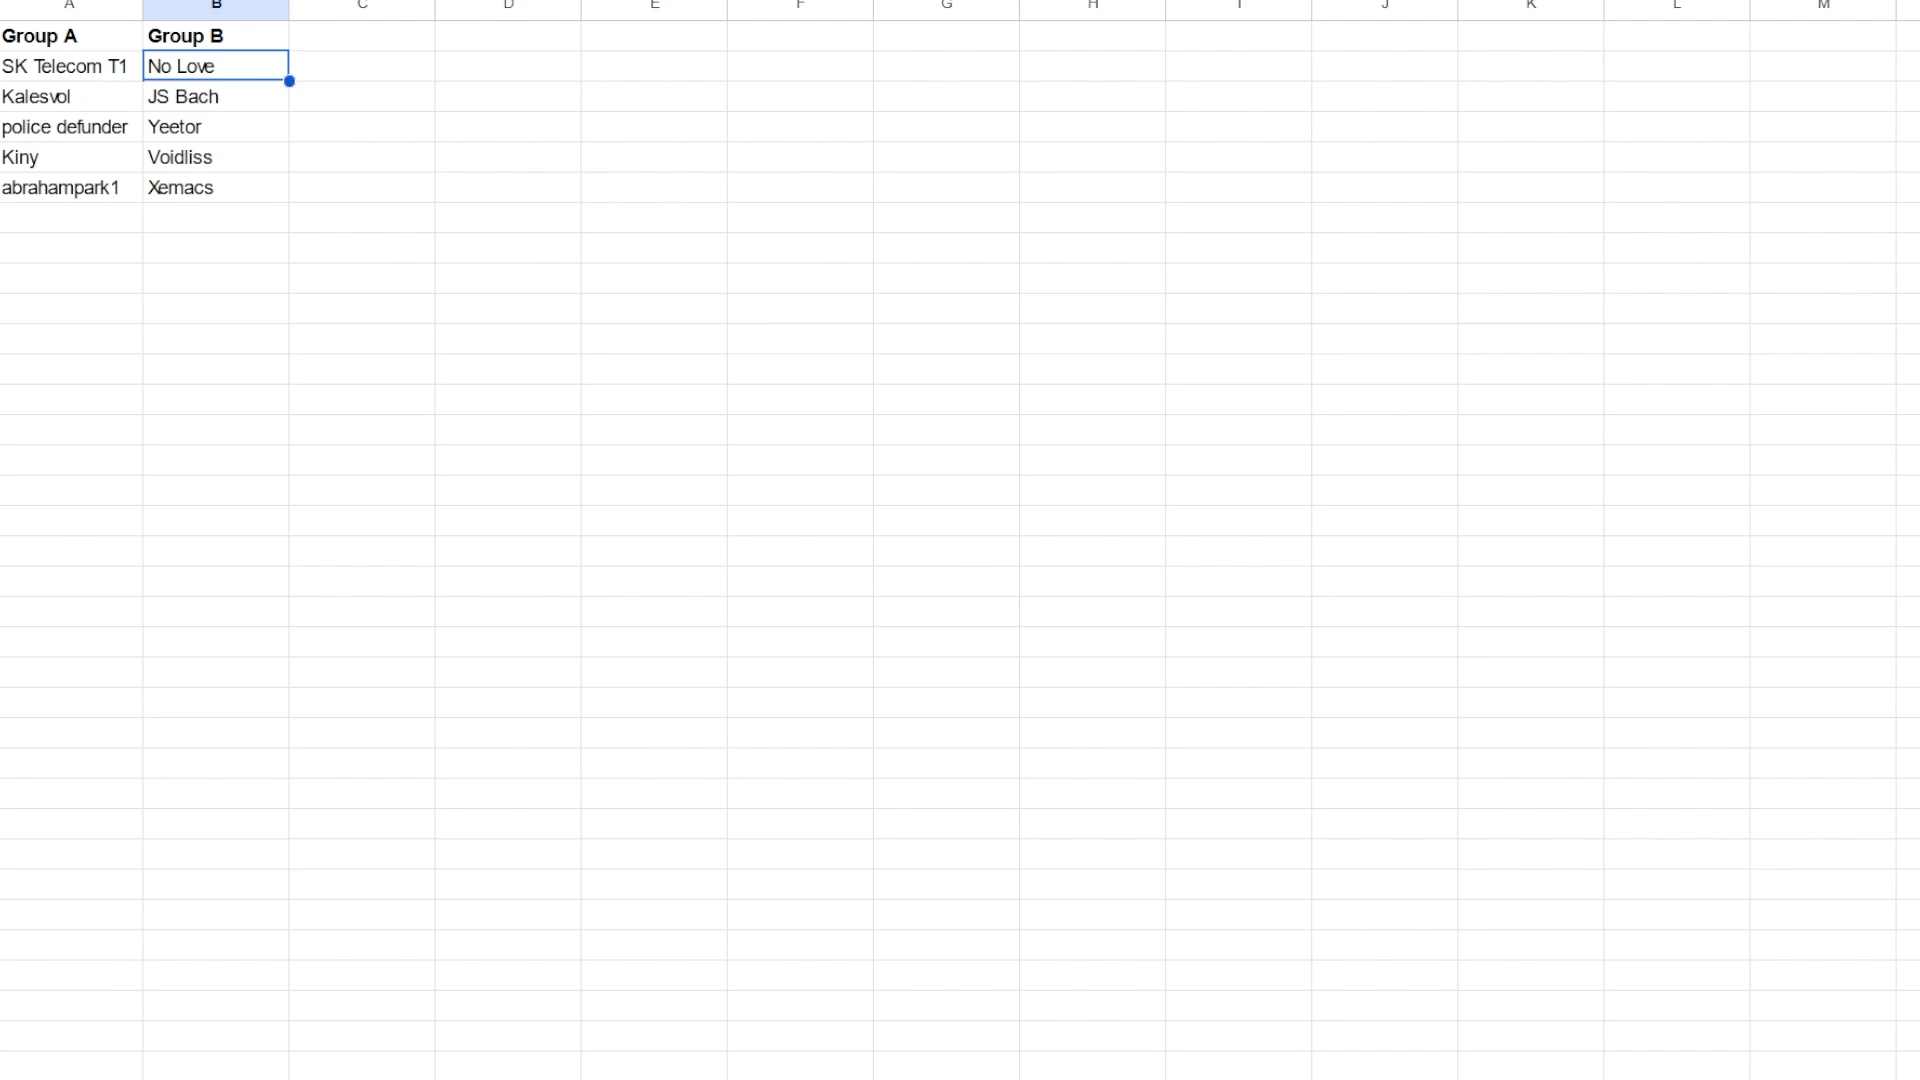 A B C D E F G H I J K L M
Group A Group B
SK Telecom T1 No Love
Kalesvol JS Bach
police defunder Yeetor
Kiny Voidliss
abrahampark1 Xemacs